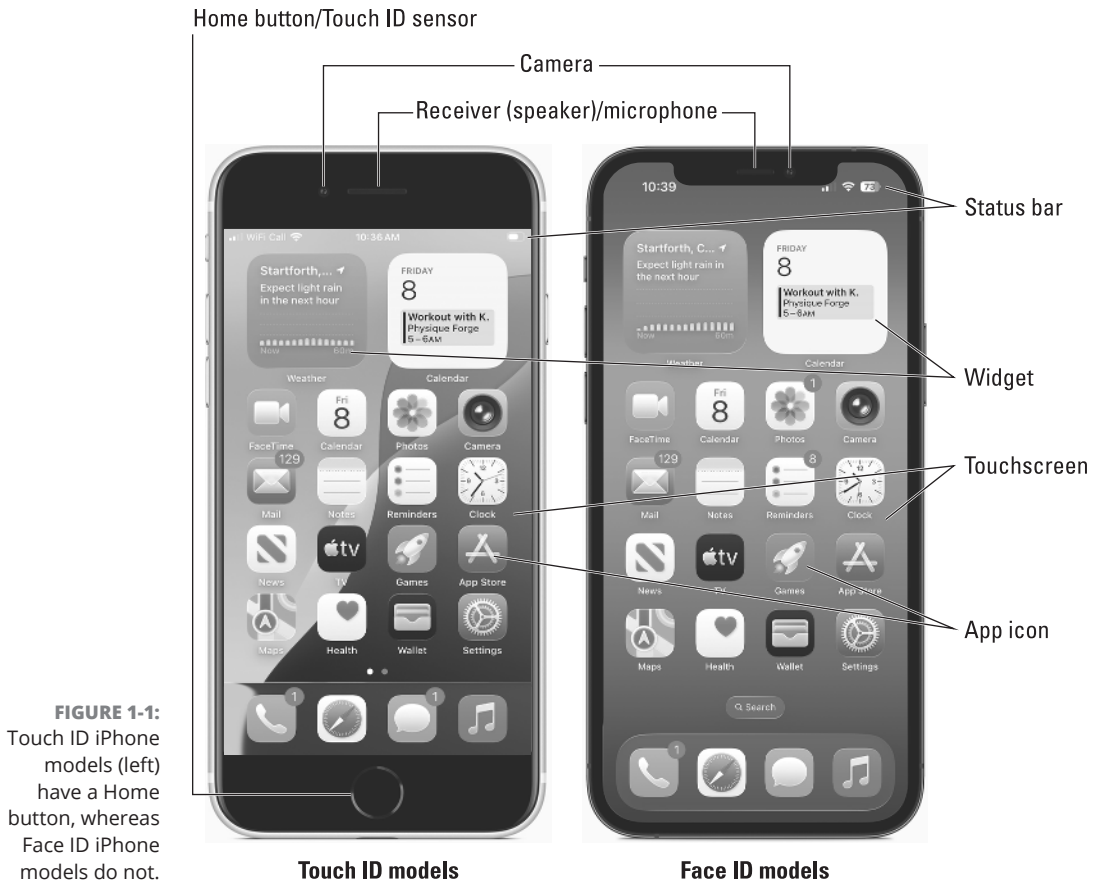 Home button/Touch ID sensor
Camera
Receiver (speaker)/microphone
WiFi Call 10:36 AM
Startforth,...
Expect light rain
in the next hour
Now 60m
Weather
FRIDAY
8
Workout with K.
Physique Forge
5–6AM
Calendar
FaceTime
Fri
8
Calendar
Photos
Camera
129
Mail
Notes
Reminders
Clock
News
tv
TV
Games
App Store
Maps
Health
Wallet
Settings
1
1
10:39
73
Startforth, C...
Expect light rain in
the next hour
Now 60m
Weather
FRIDAY
8
Workout with K.
Physique Forge
5–6AM
Calendar
FaceTime
Fri
8
Calendar
1
Photos
Camera
129
Mail
Notes
8
Reminders
Clock
News
tv
TV
Games
App Store
Maps
Health
Wallet
Settings
Search
1
Status bar
Widget
Touchscreen
App icon
FIGURE 1-1:
Touch ID iPhone
models (left)
have a Home
button, whereas
Face ID iPhone
models do not.
Touch ID models
Face ID models